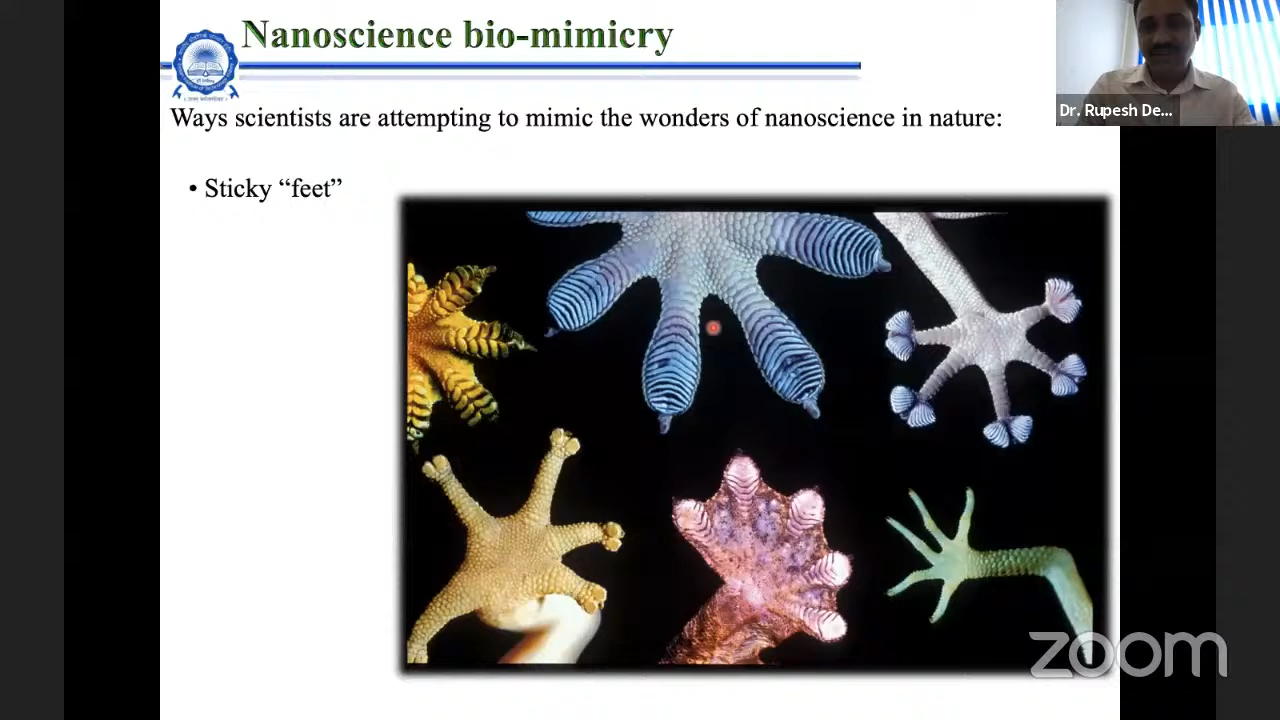 Nanoscience bio-mimicry
Dr. Rupesh De...
Ways scientists are attempting to mimic the wonders of nanoscience in nature:
• Sticky “feet”
zoom